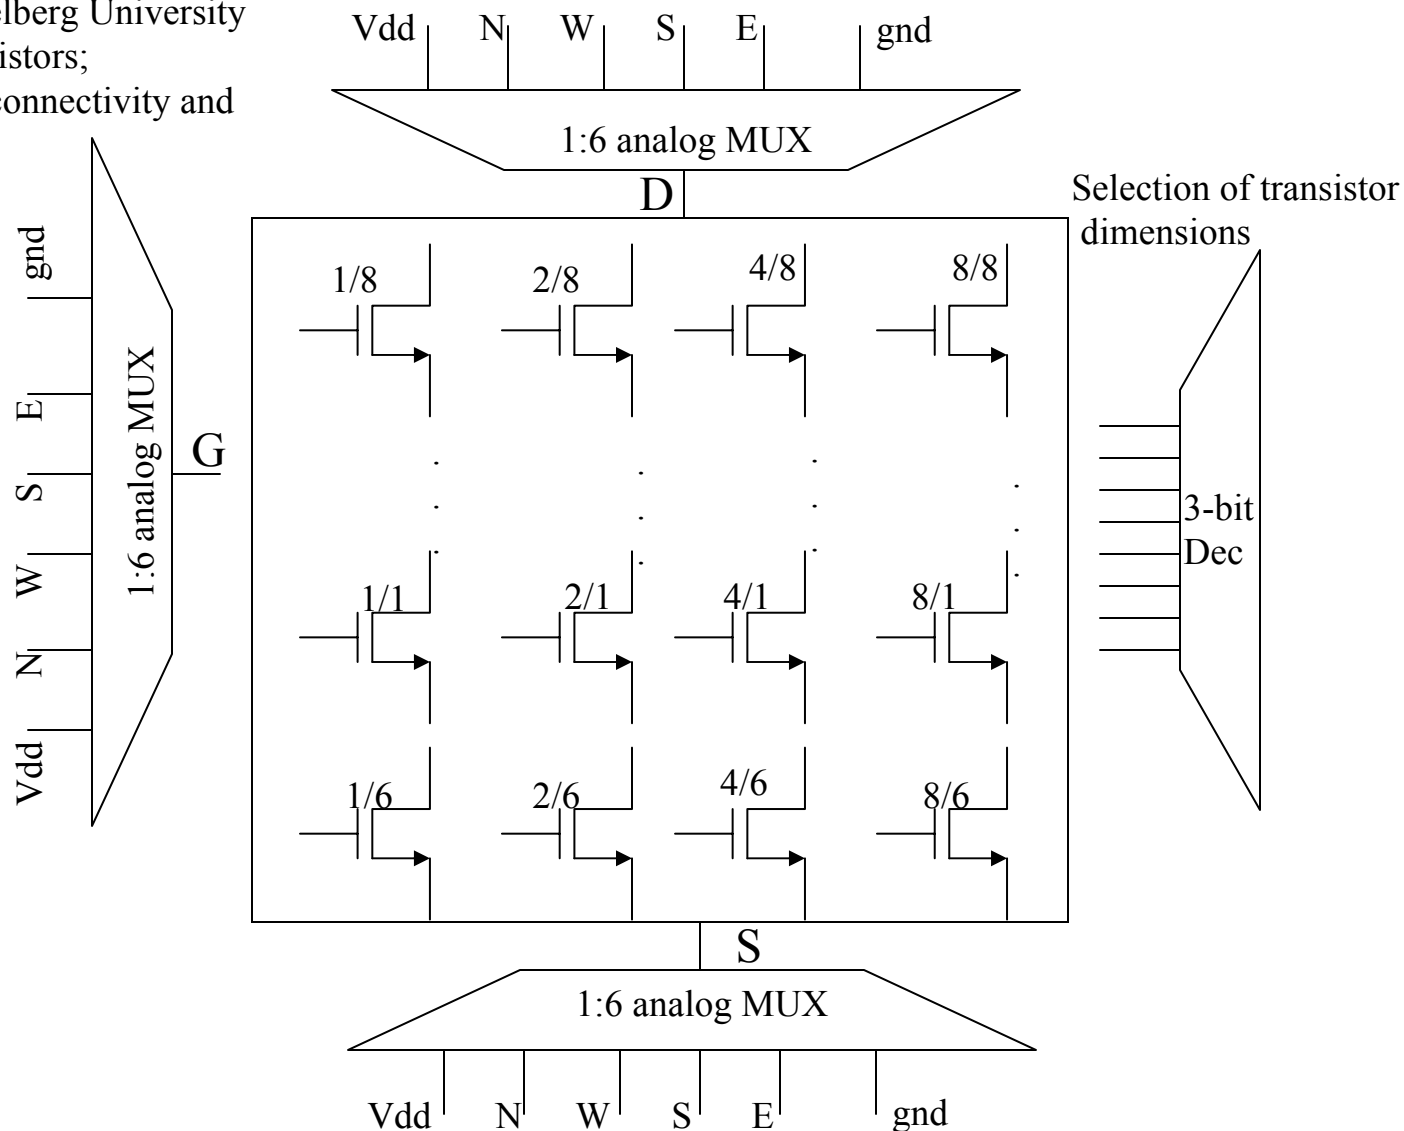 University
istors;
connectivity and
Vdd N W S E gnd
1:6 analog MUX
D
Selection of transistor
dimensions
gnd
E
S
W
N
Vdd
1:6 analog MUX
G
1/8 2/8 4/8 8/8
1/1 2/1 4/1 8/1
1/6 2/6 4/6 8/6
3-bit
Dec
S
1:6 analog MUX
Vdd N W S E gnd